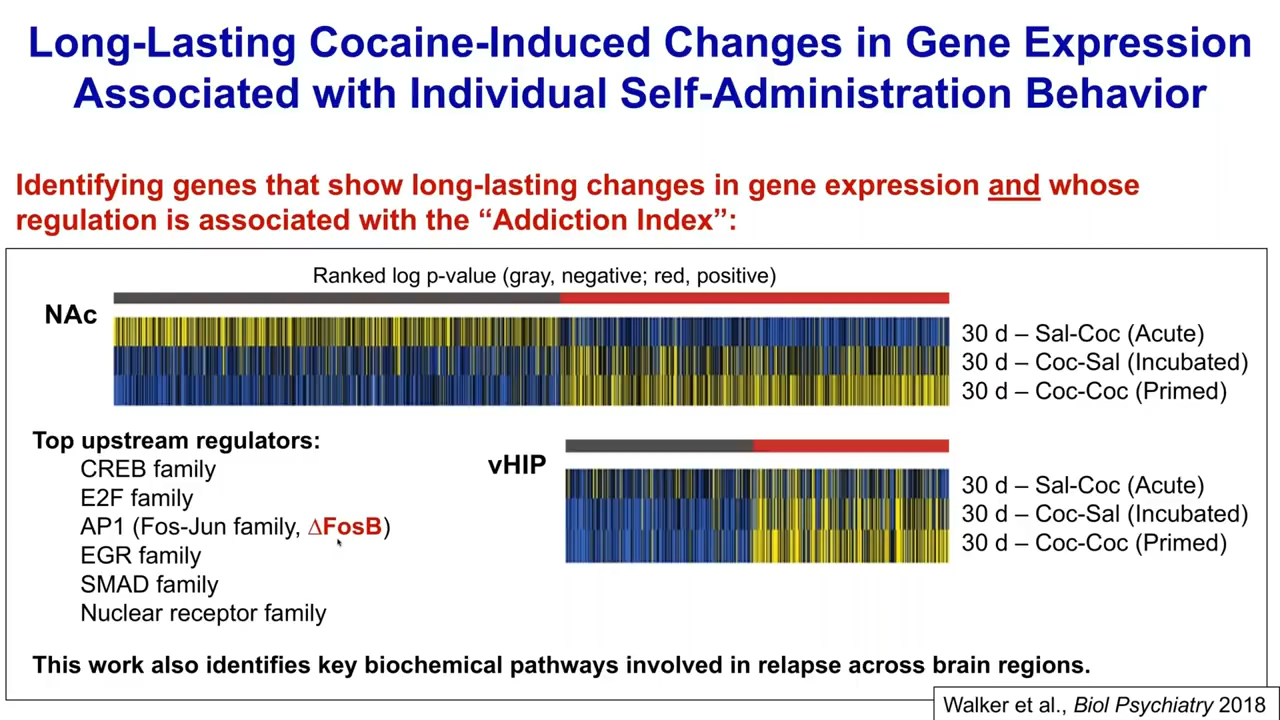 Long-Lasting Cocaine-Induced Changes in Gene Expression
Associated with Individual Self-Administration Behavior
Identifying genes that show long-lasting changes in gene expression and whose
regulation is associated with the “Addiction Index”:
Ranked log p-value (gray, negative; red, positive)
NAc
30 d – Sal-Coc (Acute)
30 d – Coc-Sal (Incubated)
30 d – Coc-Coc (Primed)
Top upstream regulators:
CREB family
E2F family
AP1 (Fos-Jun family, ∆FosB)
EGR family
SMAD family
Nuclear receptor family
vHIP
30 d – Sal-Coc (Acute)
30 d – Coc-Sal (Incubated)
30 d – Coc-Coc (Primed)
This work also identifies key biochemical pathways involved in relapse across brain regions.
Walker et al., Biol Psychiatry 2018